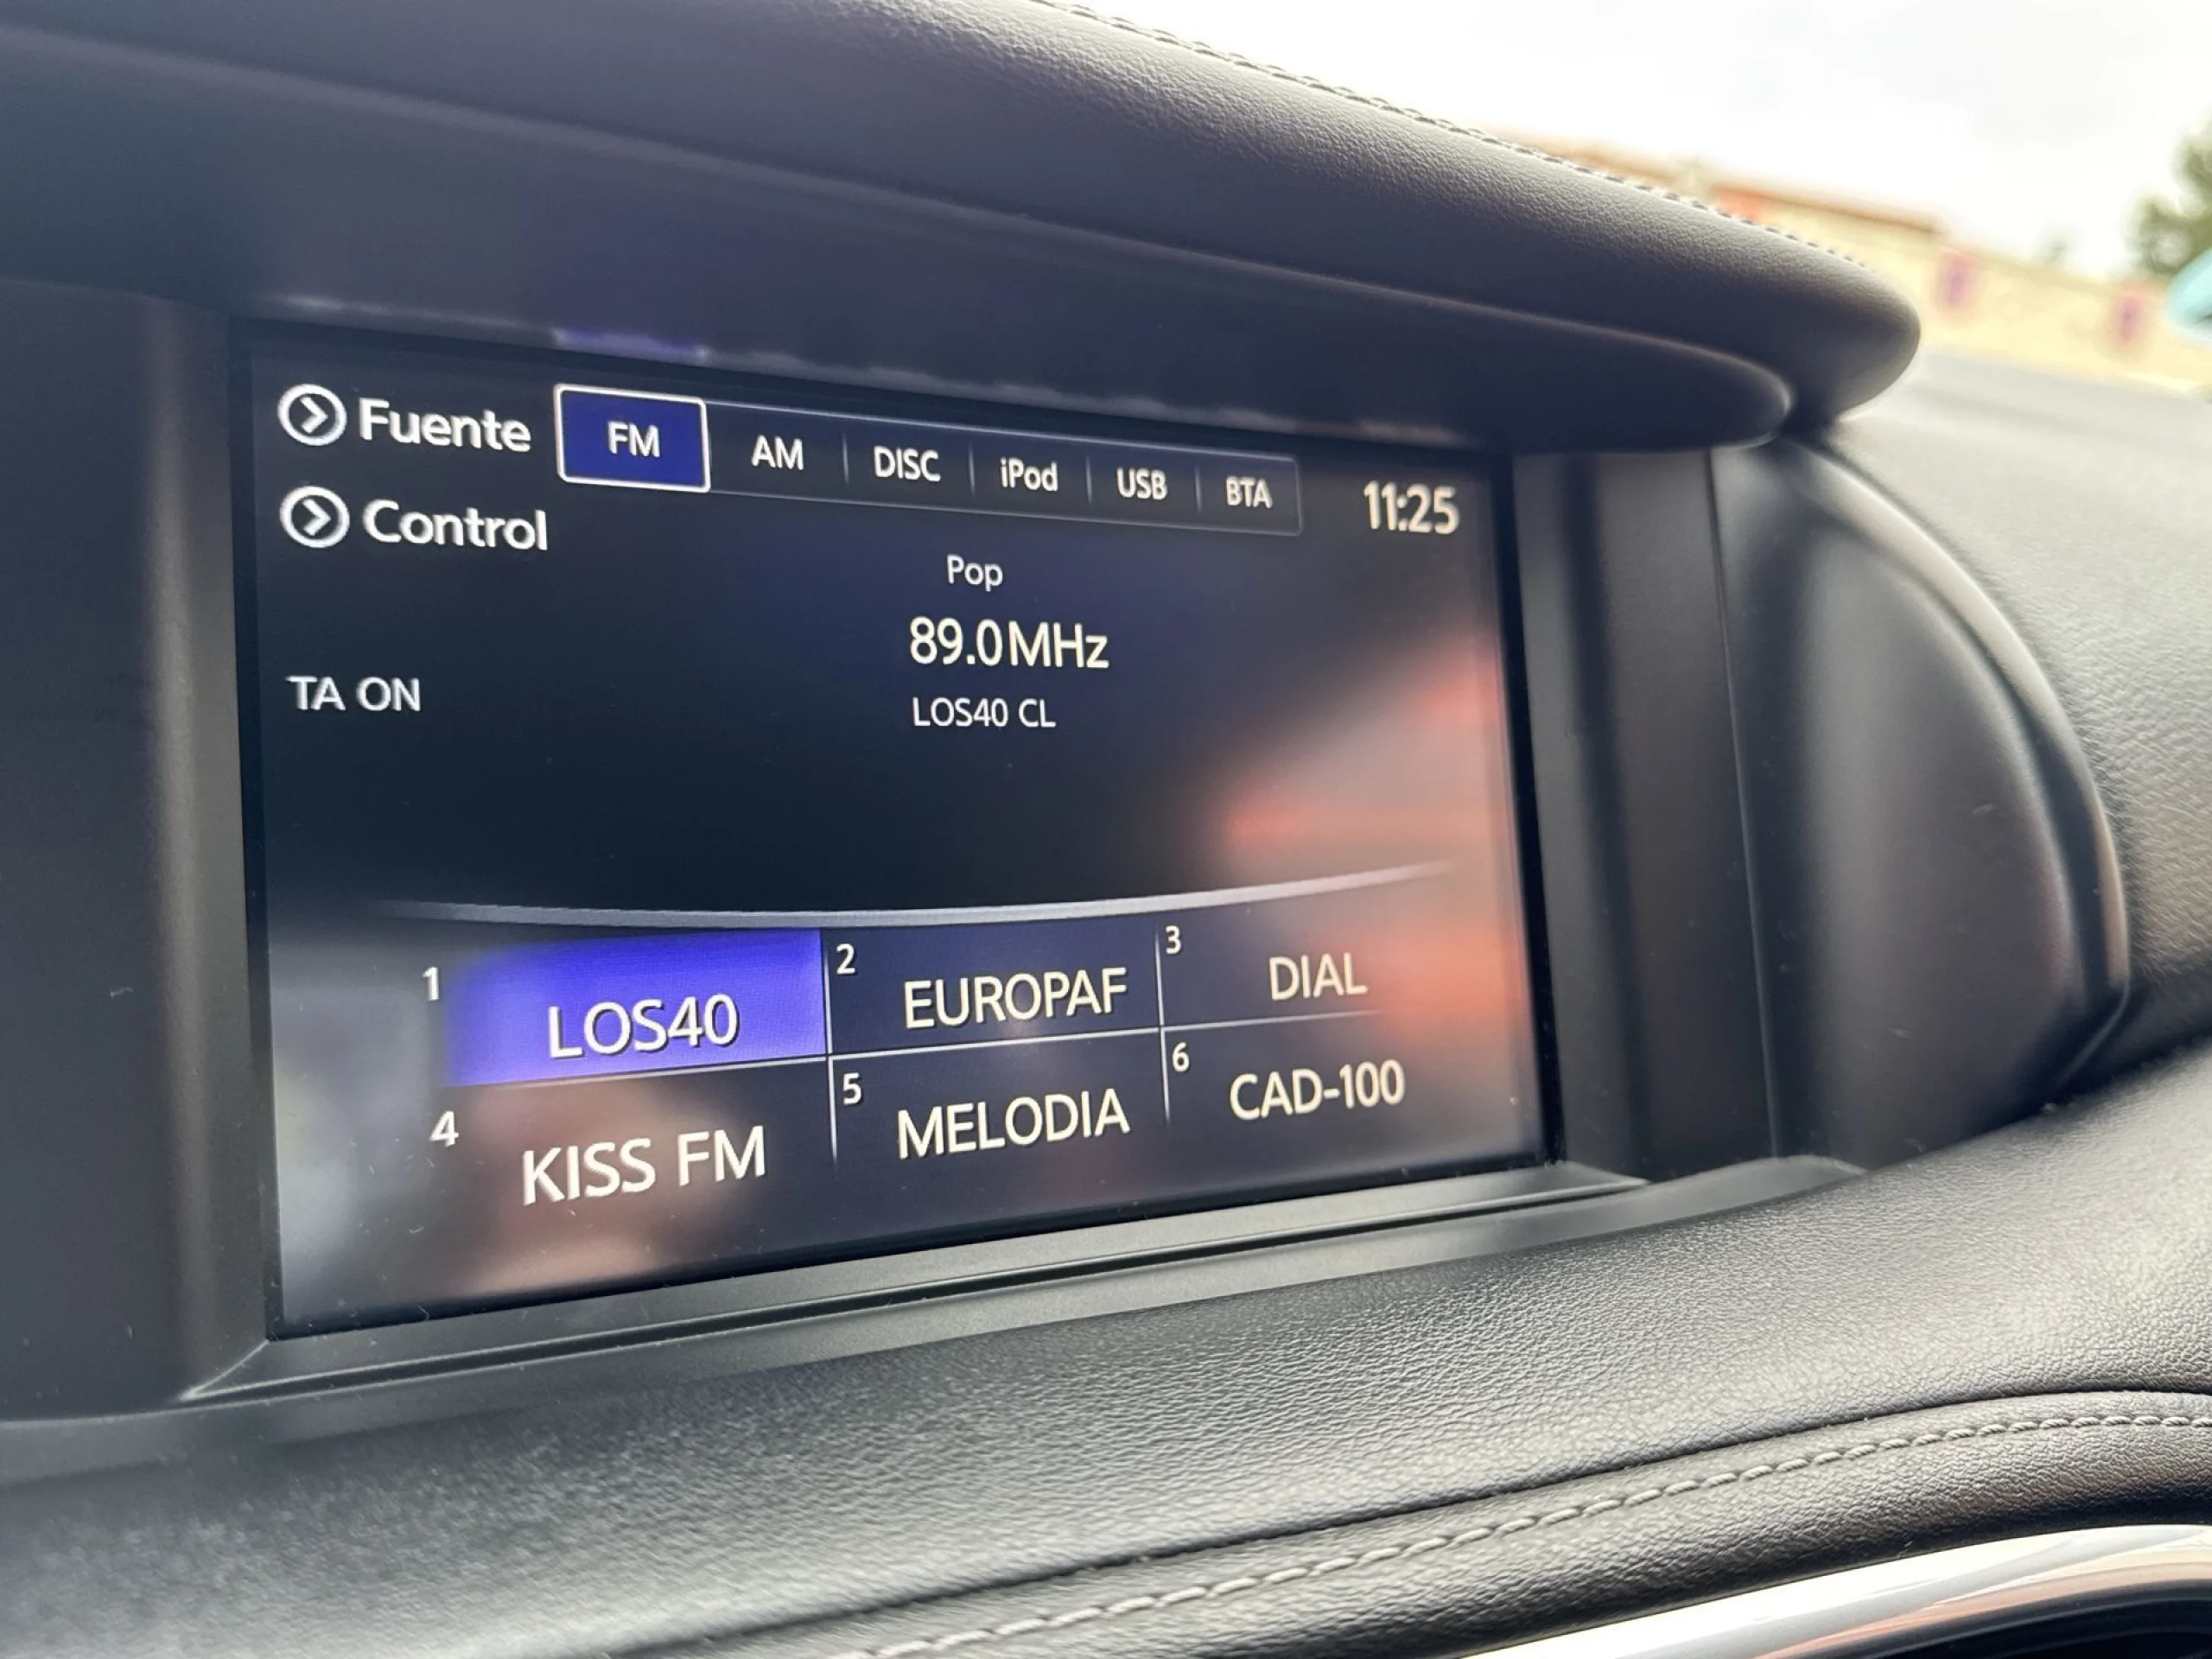 Fuente FM AM DISC iPod USB BTA 11:25
Control
Pop
89.0MHz
TA ON
LOS40 CL
1 LOS40 2 EUROPAF 3 DIAL
4 KISS FM 5 MELODIA 6 CAD-100